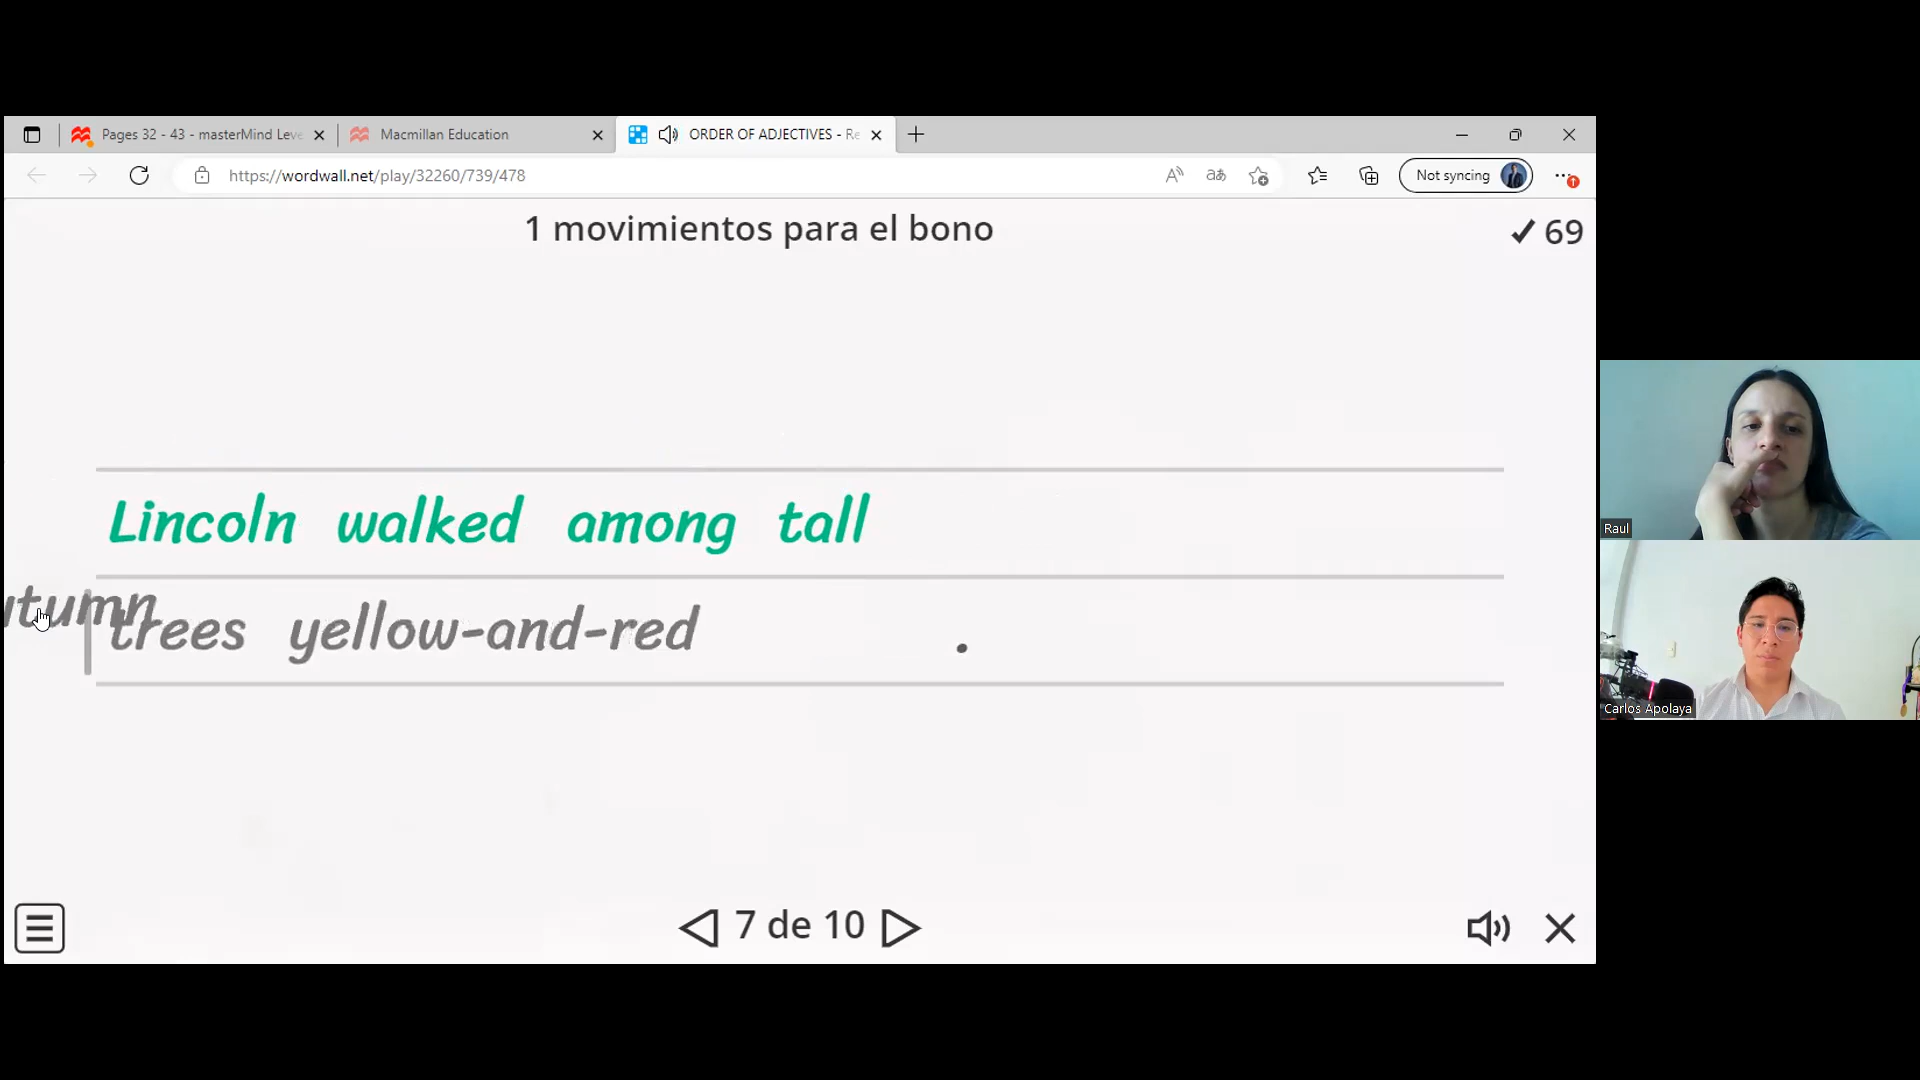 Pages 32 - 43 - masterMind Leve
Macmillan Education
ORDER OF ADJECTIVES - Re
https://wordwall.net/play/32260/739/478
Not syncing
1 movimientos para el bono
69
Lincoln walked among tall
utumn
trees yellow-and-red .
7 de 10
Raul
Carlos Apolaya